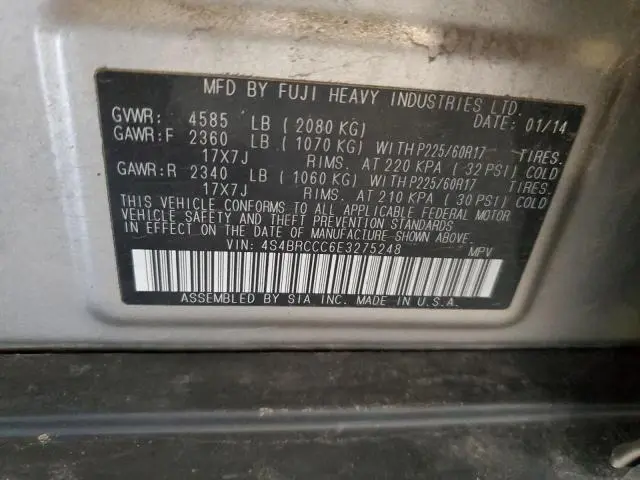 MFD BY FUJI HEAVY INDUSTRIES LTD.
GVWR: 4585 LB ( 2080 KG) DATE: 01/14
GAWR:F 2360 LB ( 1070 KG) WITH P225/60R17 TIRES.
17X7J RIMS. AT 220 KPA ( 32 PSI) COLD
GAWR:R 2340 LB ( 1060 KG) WITH P225/60R17 TIRES.
17X7J RIMS. AT 210 KPA ( 30 PSI) COLD
THIS VEHICLE CONFORMS TO ALL APPLICABLE FEDERAL MOTOR
VEHICLE SAFETY AND THEFT PREVENTION STANDARDS
IN EFFECT ON THE DATE OF MANUFACTURE SHOWN ABOVE.
VIN: 4S4BRCCC6E3275248 MPV
ASSEMBLED BY SIA INC. MADE IN U.S.A.